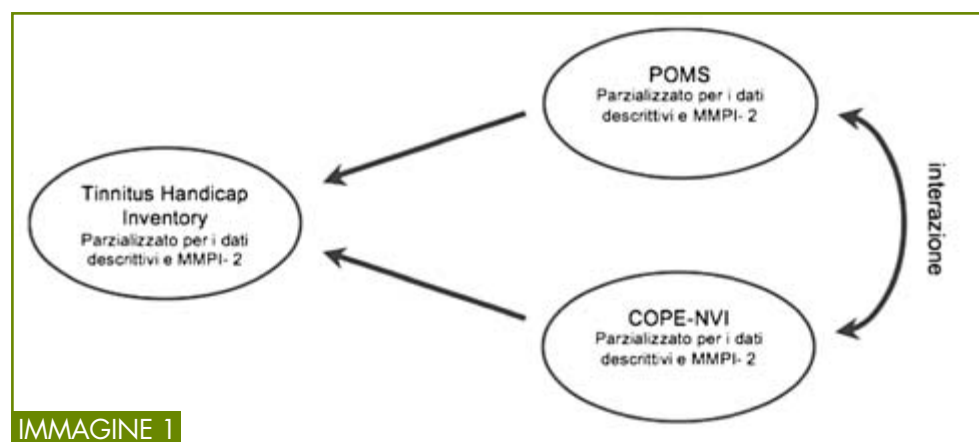 POMS
Parzializzato per i dati
descrittivi e MMPI- 2
Tinnitus Handicap
Inventory
Parzializzato per i dati
descrittivi e MMPI- 2
interazione
COPE-NVI
Parzializzato per i dati
descrittivi e MMPI- 2
IMMAGINE 1